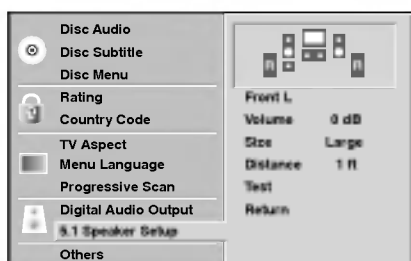 Disc Audio
Disc Subtitle
Disc Menu
Rating
Country Code
TV Aspect
Menu Language
Progressive Scan
Digital Audio Output
5.1 Speaker Setup
Others
Front L
Volume 0 dB
Size Large
Distance 1 ft
Test
Return